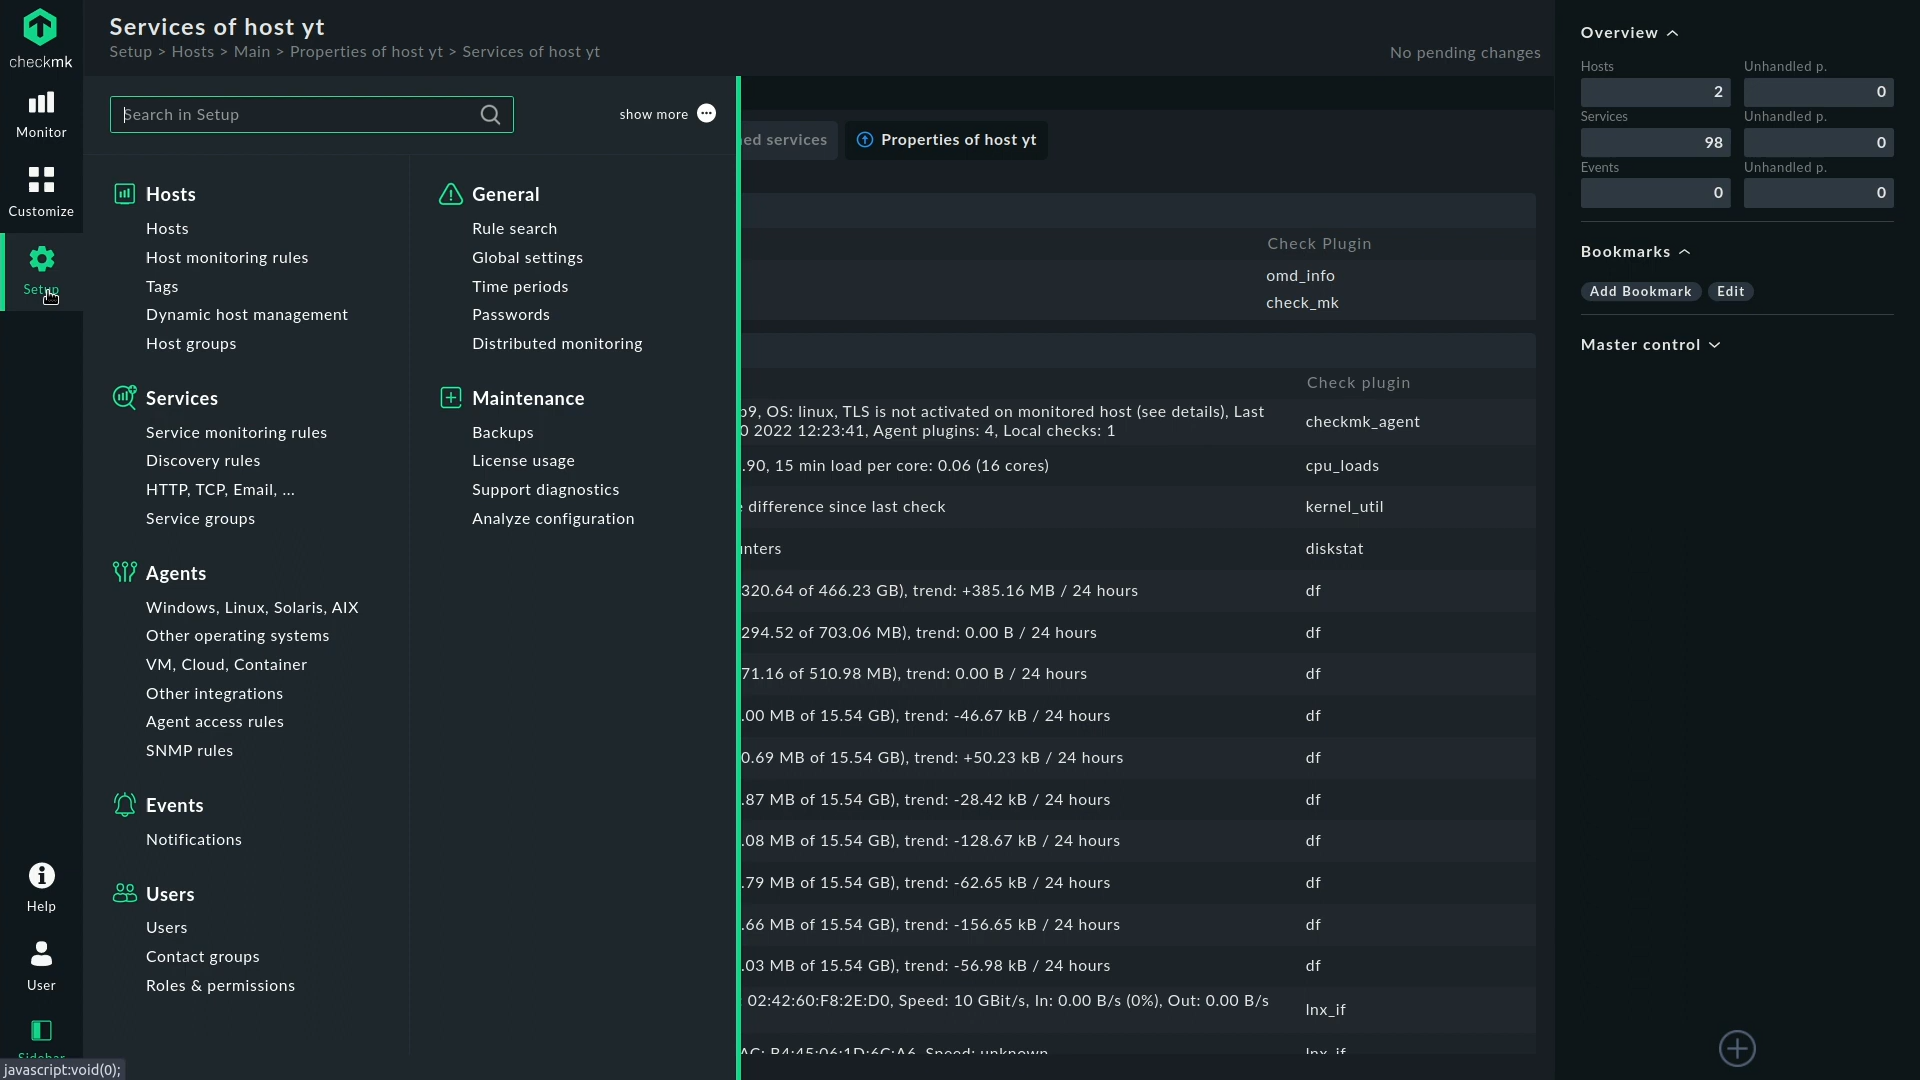 checkmk
Monitor
Customize
Setup
Help
User
Sidebar
javascript:void(0);
Services of host yt
Setup > Hosts > Main > Properties of host yt > Services of host yt
No pending changes
Search in Setup
show more
Hosts
Hosts
Host monitoring rules
Tags
Dynamic host management
Host groups
Services
Service monitoring rules
Discovery rules
HTTP, TCP, Email, ...
Service groups
Agents
Windows, Linux, Solaris, AIX
Other operating systems
VM, Cloud, Container
Other integrations
Agent access rules
SNMP rules
Events
Notifications
Users
Users
Contact groups
Roles & permissions
General
Rule search
Global settings
Time periods
Passwords
Distributed monitoring
Maintenance
Backups
License usage
Support diagnostics
Analyze configuration
services
Properties of host yt
Check Plugin
omd_info
check_mk
Check plugin
OS: linux, TLS is not activated on monitored host (see details), Last
2022 12:23:41, Agent plugins: 4, Local checks: 1
checkmk_agent
.90, 15 min load per core: 0.06 (16 cores)
cpu_loads
difference since last check
kernel_util
diskstat
320.64 of 466.23 GB), trend: +385.16 MB / 24 hours
df
294.52 of 703.06 MB), trend: 0.00 B / 24 hours
df
71.16 of 510.98 MB), trend: 0.00 B / 24 hours
df
.00 MB of 15.54 GB), trend: -46.67 kB / 24 hours
df
0.69 MB of 15.54 GB), trend: +50.23 kB / 24 hours
df
.87 MB of 15.54 GB), trend: -28.42 kB / 24 hours
df
.08 MB of 15.54 GB), trend: -128.67 kB / 24 hours
df
.79 MB of 15.54 GB), trend: -62.65 kB / 24 hours
df
.66 MB of 15.54 GB), trend: -156.65 kB / 24 hours
df
.03 MB of 15.54 GB), trend: -56.98 kB / 24 hours
df
02:42:60:F8:2E:D0, Speed: 10 GBit/s, In: 0.00 B/s (0%), Out: 0.00 B/s
lnx_if
B4:45:06:1D:6C:A6, Speed: unknown
lnx_if
Overview
Hosts
Unhandled p.
2
0
Services
Unhandled p.
98
0
Events
Unhandled p.
0
0
Bookmarks
Add Bookmark
Edit
Master control